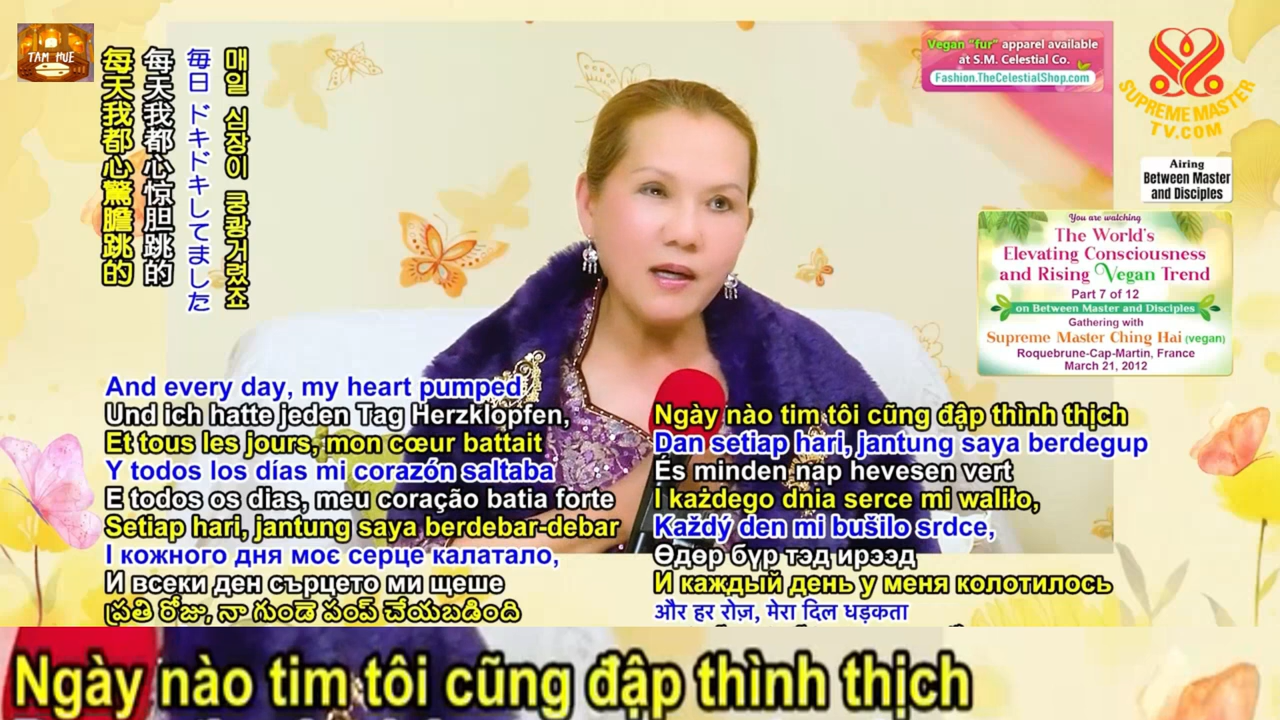 TAM HUE
每天我都心驚膽跳的
每天我都心惊胆跳的
毎日 ドキドキしてました
매일 심장이 쿵쾅거렸죠
Vegan "fur" apparel available
at S.M. Celestial Co.
Fashion.TheCelestialShop.com
SUPREME MASTER
TV.COM
Airing
Between Master
and Disciples
You are watching
The World's
Elevating Consciousness
and Rising Vegan Trend
Part 7 of 12
on Between Master and Disciples
Gathering with
Supreme Master Ching Hai (vegan)
Roquebrune-Cap-Martin, France
March 21, 2012
And every day, my heart pumped
Und ich hatte jeden Tag Herzklopfen,
Et tous les jours, mon cœur battait
Y todos los días mi corazón saltaba
E todos os dias, meu coração batia forte
Setiap hari, jantung saya berdebar-debar
І кожного дня моє серце калатало,
И всеки ден сърцето ми щеше
ప్రతి రోజు, నా గుండె పంప్ చేయబడింది
Ngày nào tim tôi cũng đập thình thịch
Dan setiap hari, jantung saya berdegup
És minden nap hevesen vert
I każdego dnia serce mi waliło,
Každý den mi bušilo srdce,
Өдөр бүр тэд ирээд
И каждый день у меня колотилось
और हर रोज़, मेरा दिल धड़कता
Ngày nào tim tôi cũng đập thình thịch